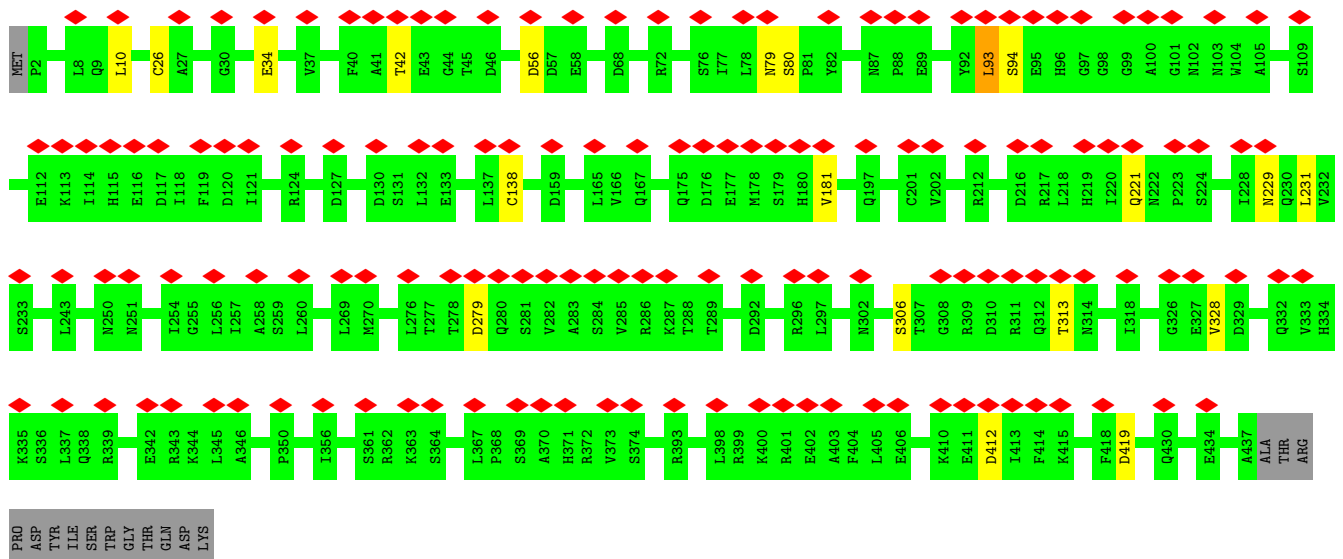 MET P2 L8 Q9 L10 C26 A27 G30 E34 V37 F40 A41 T42 E43 G44 T45 D46 D56 D57 E58 D68 R72 S76 I77 L78 N79 S80 P81 Y82 N87 P88 E89 Y92 L93 S94 E95 H96 G97 G98 G99 A100 G101 N102 N103 W104 A105 S109
E112 K113 I114 H115 E116 D117 I118 F119 D120 I121 R124 D127 D130 S131 L132 E133 L137 C138 D159 L165 V166 Q167 Q175 D176 E177 M178 S179 H180 V181 Q197 C201 V202 R212 D216 R217 L218 H219 I220 Q221 N222 P223 S224 I228 N229 Q230 L231 V232
S233 L243 N250 N251 I254 G255 L256 I257 A258 S259 L260 L269 M270 L276 T277 T278 D279 Q280 S281 V282 A283 S284 V285 R286 K287 T288 T289 D292 R296 L297 N302 S306 T307 G308 R309 D310 R311 Q312 T313 N314 I318 G326 E327 V328 D329 Q332 V333 H334
K335 S336 L337 Q338 R339 E342 R343 K344 L345 A346 P350 I356 S361 R362 K363 S364 L367 P368 S369 A370 H371 R372 V373 S374 R393 L398 R399 K400 R401 E402 A403 F404 L405 E406 K410 E411 D412 I413 F414 K415 F418 D419 Q430 E434 A437 ALA THR ARG
PRO ASP TYR ILE SER TRP GLY THR GLN ASP LYS